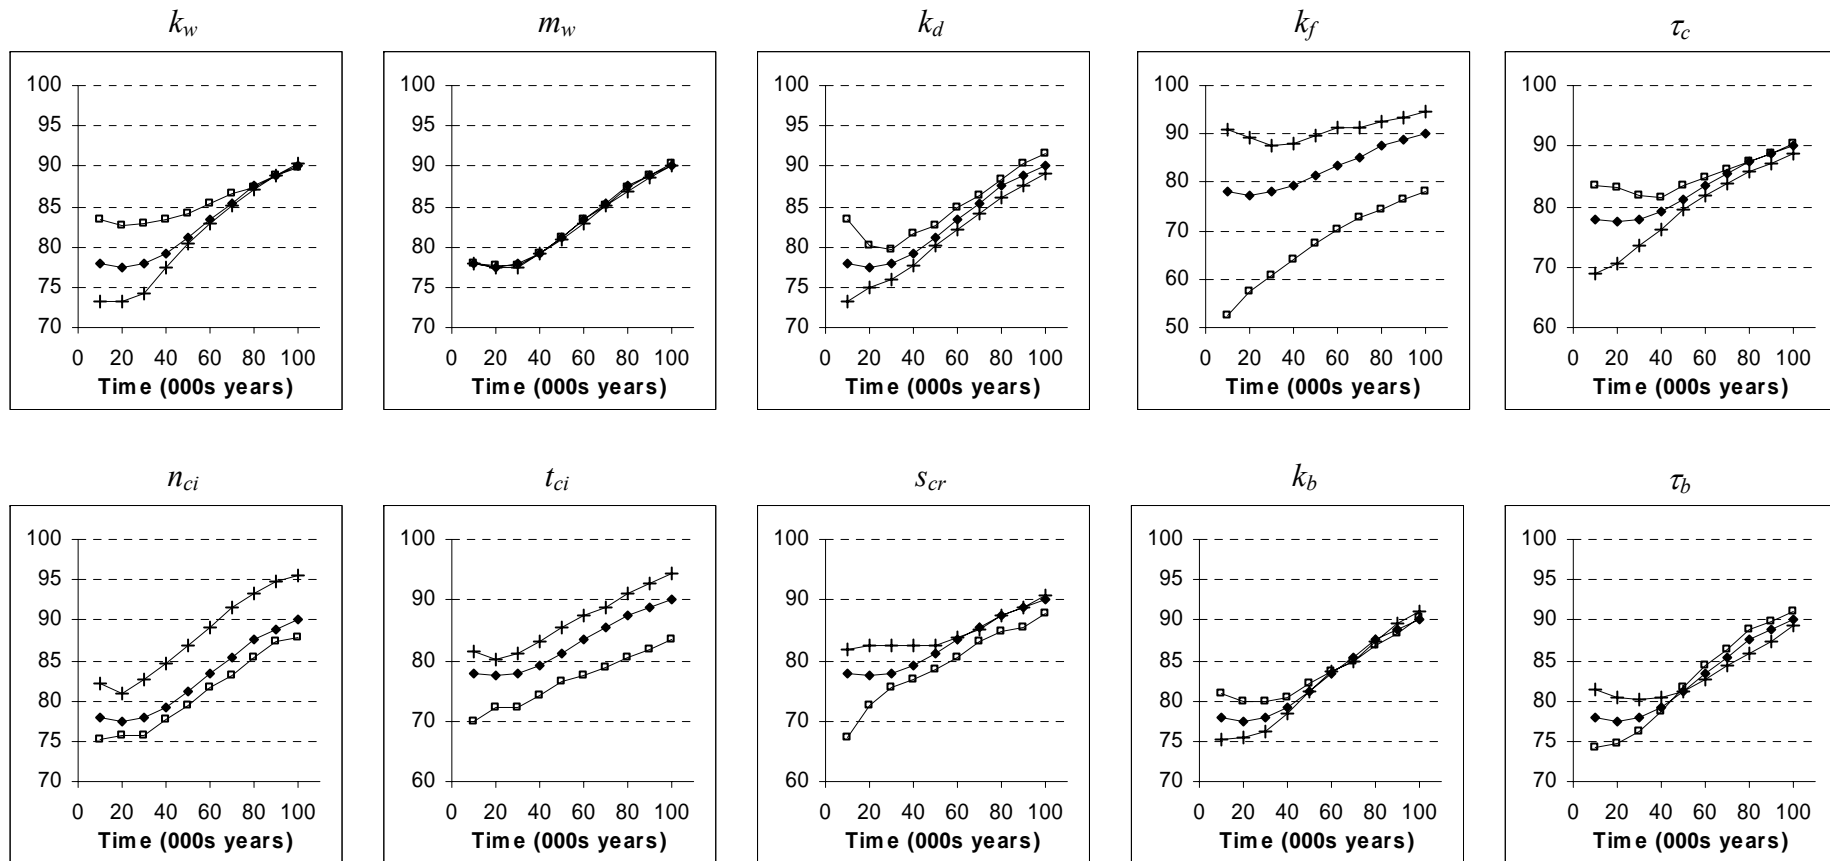 k_w m_w k_d k_f τ_c
100 100 100 100 100
95 95 95 90 90
90 90 90 80 80
85 85 85 70 70
80 80 80 60 60
75 75 75 50
70 70 70
0 20 40 60 80 100 0 20 40 60 80 100 0 20 40 60 80 100 0 20 40 60 80 100 0 20 40 60 80 100
Time (000s years) Time (000s years) Time (000s years) Time (000s years) Time (000s years)
n_ci t_ci s_cr k_b τ_b
100 100 100 100 100
95 90 90 95 95
90 80 80 90 90
85 70 70 85 85
80 60 60 80 80
75 75 75
70 70 70
0 20 40 60 80 100 0 20 40 60 80 100 0 20 40 60 80 100 0 20 40 60 80 100 0 20 40 60 80 100
Time (000s years) Time (000s years) Time (000s years) Time (000s years) Time (000s years)